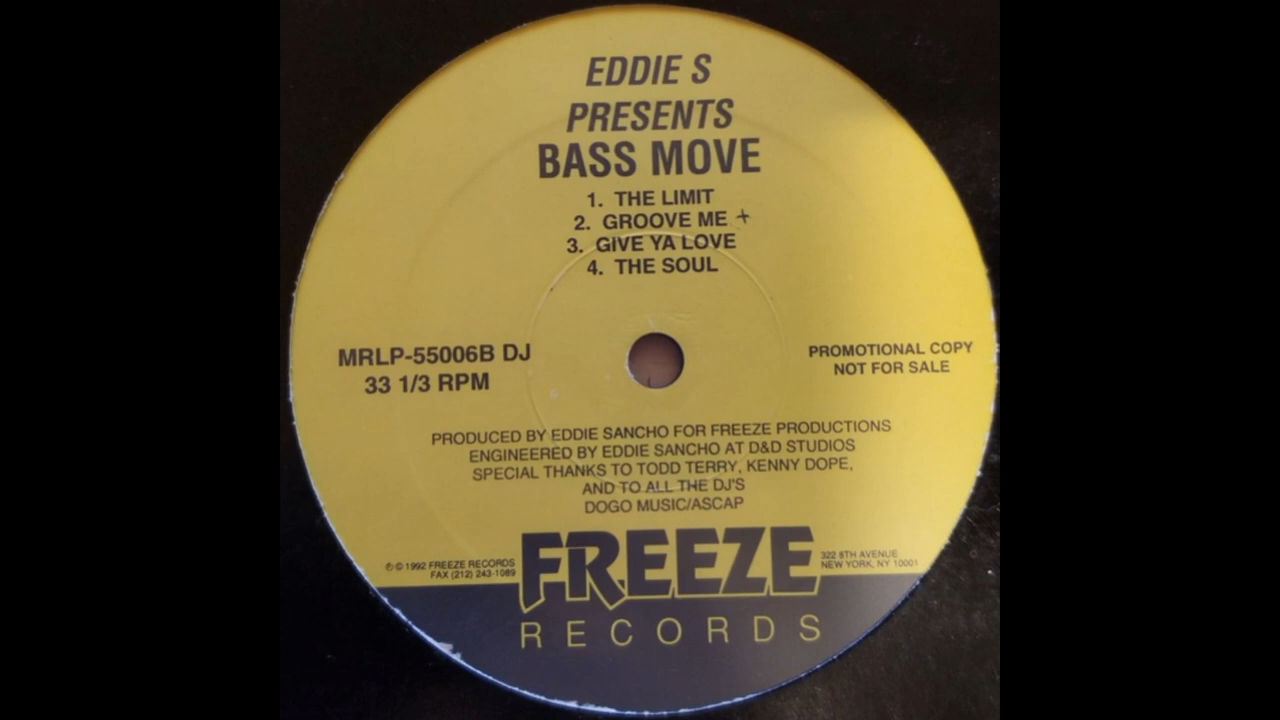 EDDIE S
PRESENTS
BASS MOVE
1. THE LIMIT
2. GROOVE ME +
3. GIVE YA LOVE
4. THE SOUL
MRLP-55006B DJ
33 1/3 RPM
PROMOTIONAL COPY
NOT FOR SALE
PRODUCED BY EDDIE SANCHO FOR FREEZE PRODUCTIONS
ENGINEERED BY EDDIE SANCHO AT D&D STUDIOS
SPECIAL THANKS TO TODD TERRY, KENNY DOPE,
AND TO ALL THE DJ'S
DOGO MUSIC/ASCAP
℗ © 1992 FREEZE RECORDS
FAX (212) 243-1089
FREEZE
RECORDS
322 8TH AVENUE
NEW YORK, NY 10001